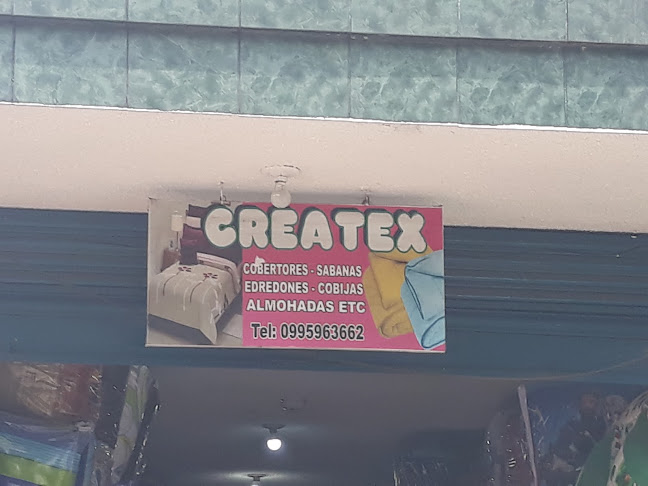 CREATEX
COBERTORES - SABANAS
EDREDONES - COBIJAS
ALMOHADAS ETC
Tel: 0995963662